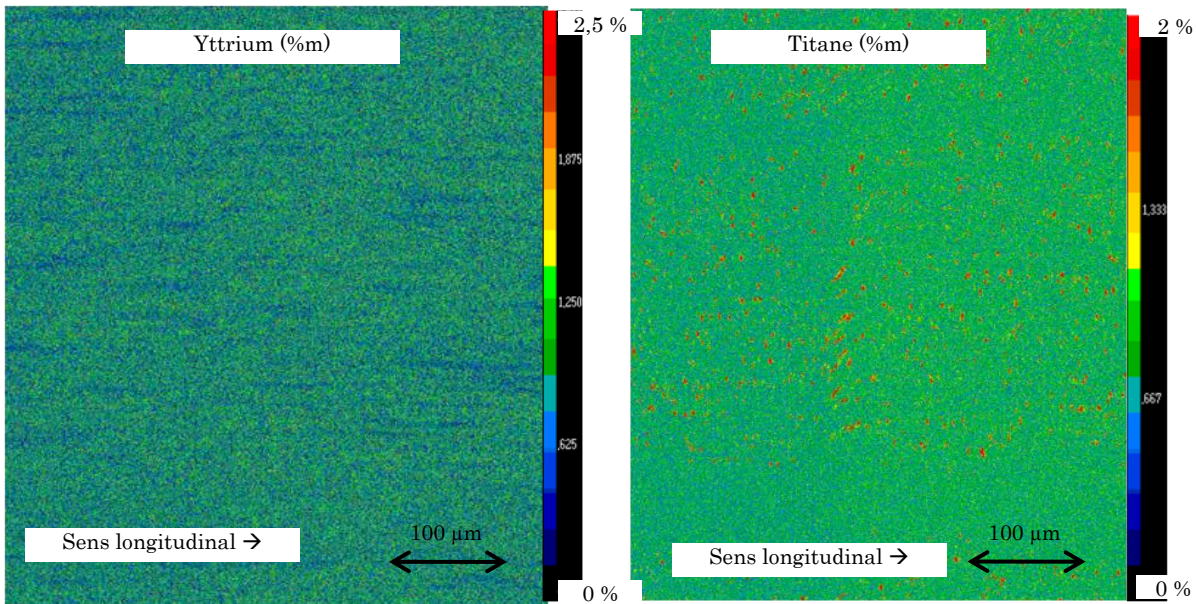 Yttrium (%m)
2,5 %
1,875
1,250
,625
0 %
Sens longitudinal →
100 µm
Titane (%m)
2 %
1,333
,667
0 %
Sens longitudinal →
100 µm